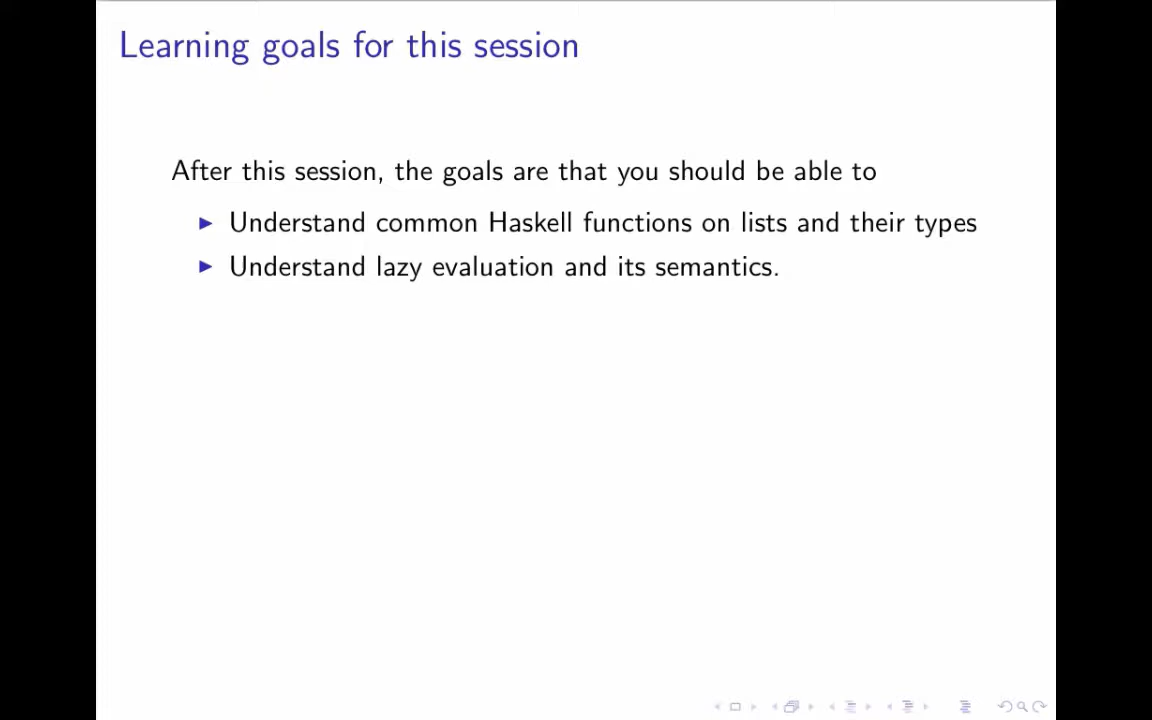 Learning goals for this session
After this session, the goals are that you should be able to
Understand common Haskell functions on lists and their types
Understand lazy evaluation and its semantics.